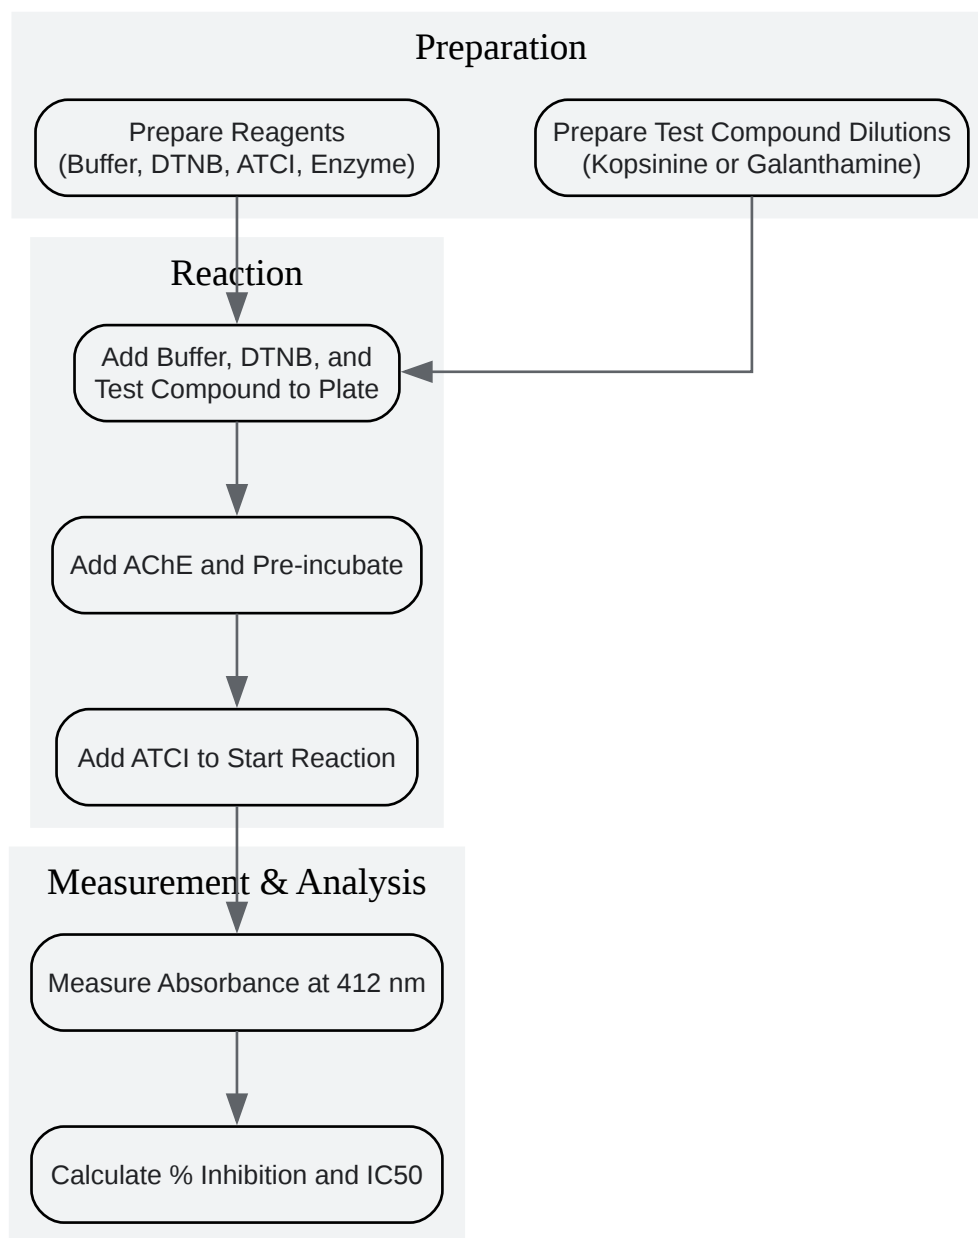 Preparation
Prepare Reagents
(Buffer, DTNB, ATCI, Enzyme)
Prepare Test Compound Dilutions
(Kopsinine or Galanthamine)
Reaction
Add Buffer, DTNB, and
Test Compound to Plate
Add AChE and Pre-incubate
Add ATCI to Start Reaction
Measurement & Analysis
Measure Absorbance at 412 nm
Calculate % Inhibition and IC50